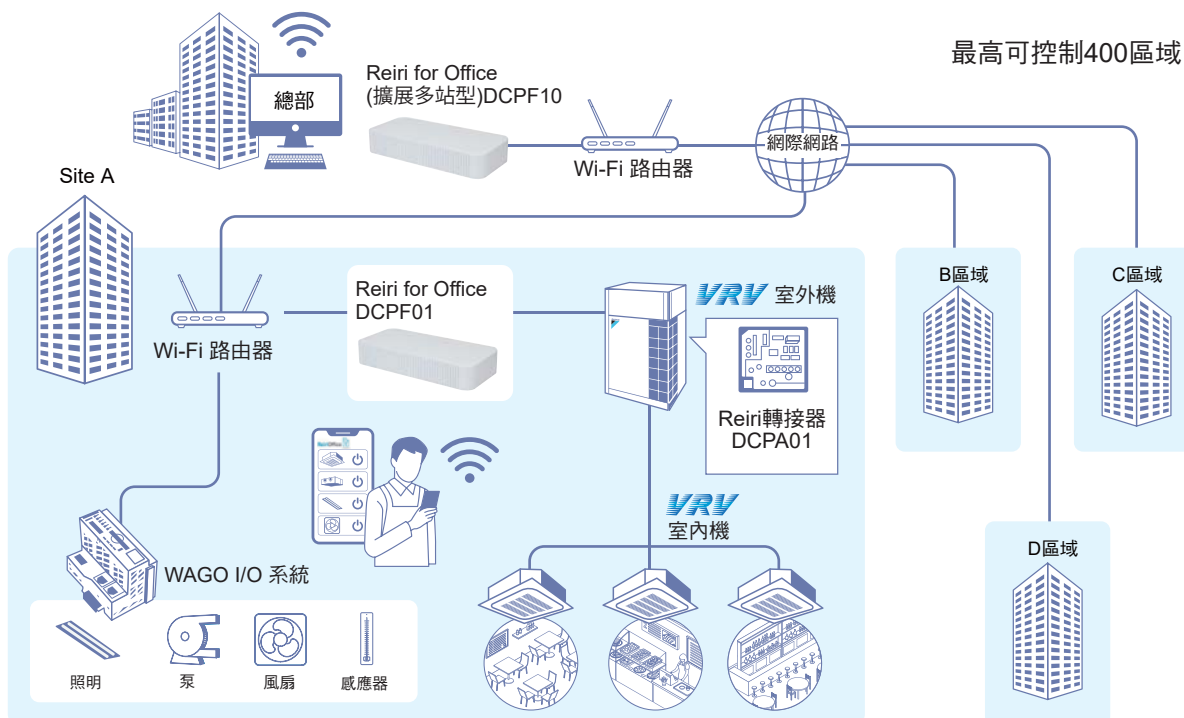 最高可控制400區域
總部
Reiri for Office
(擴展多站型)DCPF10
Wi-Fi 路由器
網際網路
Site A
Wi-Fi 路由器
Reiri for Office
DCPF01
VRV 室外機
Reiri轉接器
DCPA01
B區域
C區域
D區域
VRV
室內機
WAGO I/O 系統
照明
泵
風扇
感應器